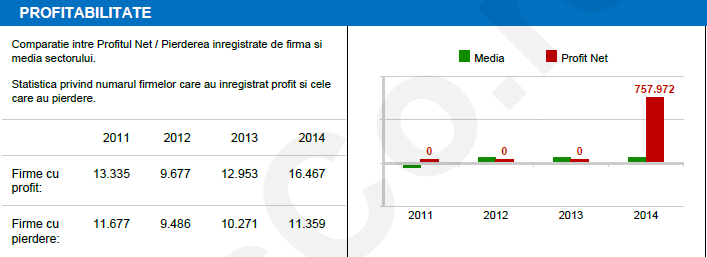 PROFITABILITATE
Comparatie intre Profitul Net / Pierderea inregistrate de firma si
media sectorului.
Statistica privind numarul firmelor care au inregistrat profit si cele
care au pierdere.
2011 2012 2013 2014
Firme cu
profit: 13.335 9.677 12.953 16.467
Firme cu
pierdere: 11.677 9.486 10.271 11.359
Media Profit Net
757.972
0 0 0
2011 2012 2013 2014